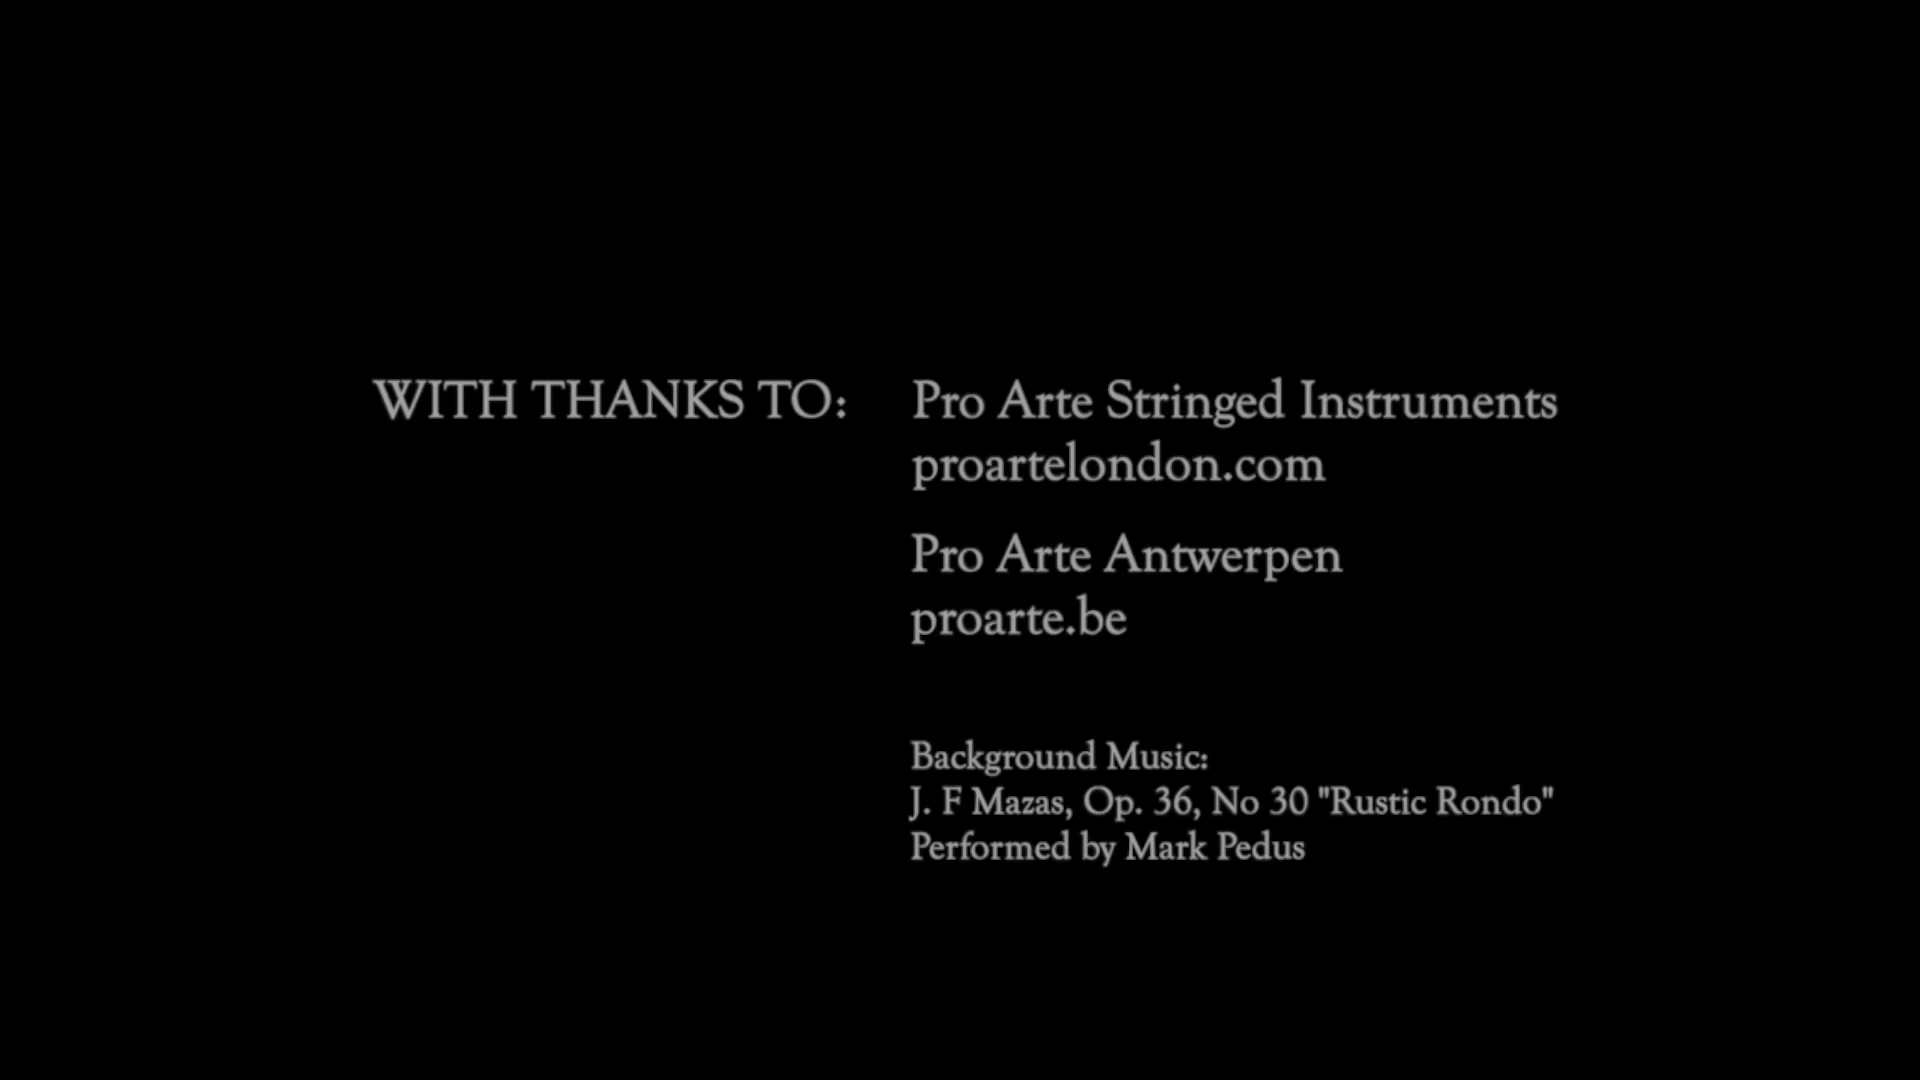 WITH THANKS TO: Pro Arte Stringed Instruments
proartelondon.com
Pro Arte Antwerpen
proarte.be
Background Music:
J. F Mazas, Op. 36, No 30 "Rustic Rondo"
Performed by Mark Pedus